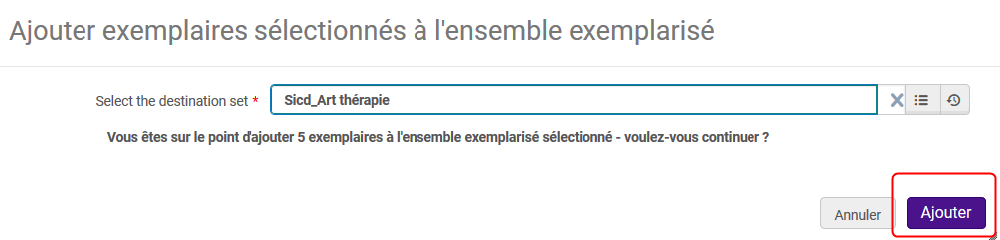 Ajouter exemplaires sélectionnés à l'ensemble exemplarisé
Select the destination set * Sicd_Art thérapie
Vous êtes sur le point d'ajouter 5 exemplaires à l'ensemble exemplarisé sélectionné - voulez-vous continuer ?
Annuler Ajouter